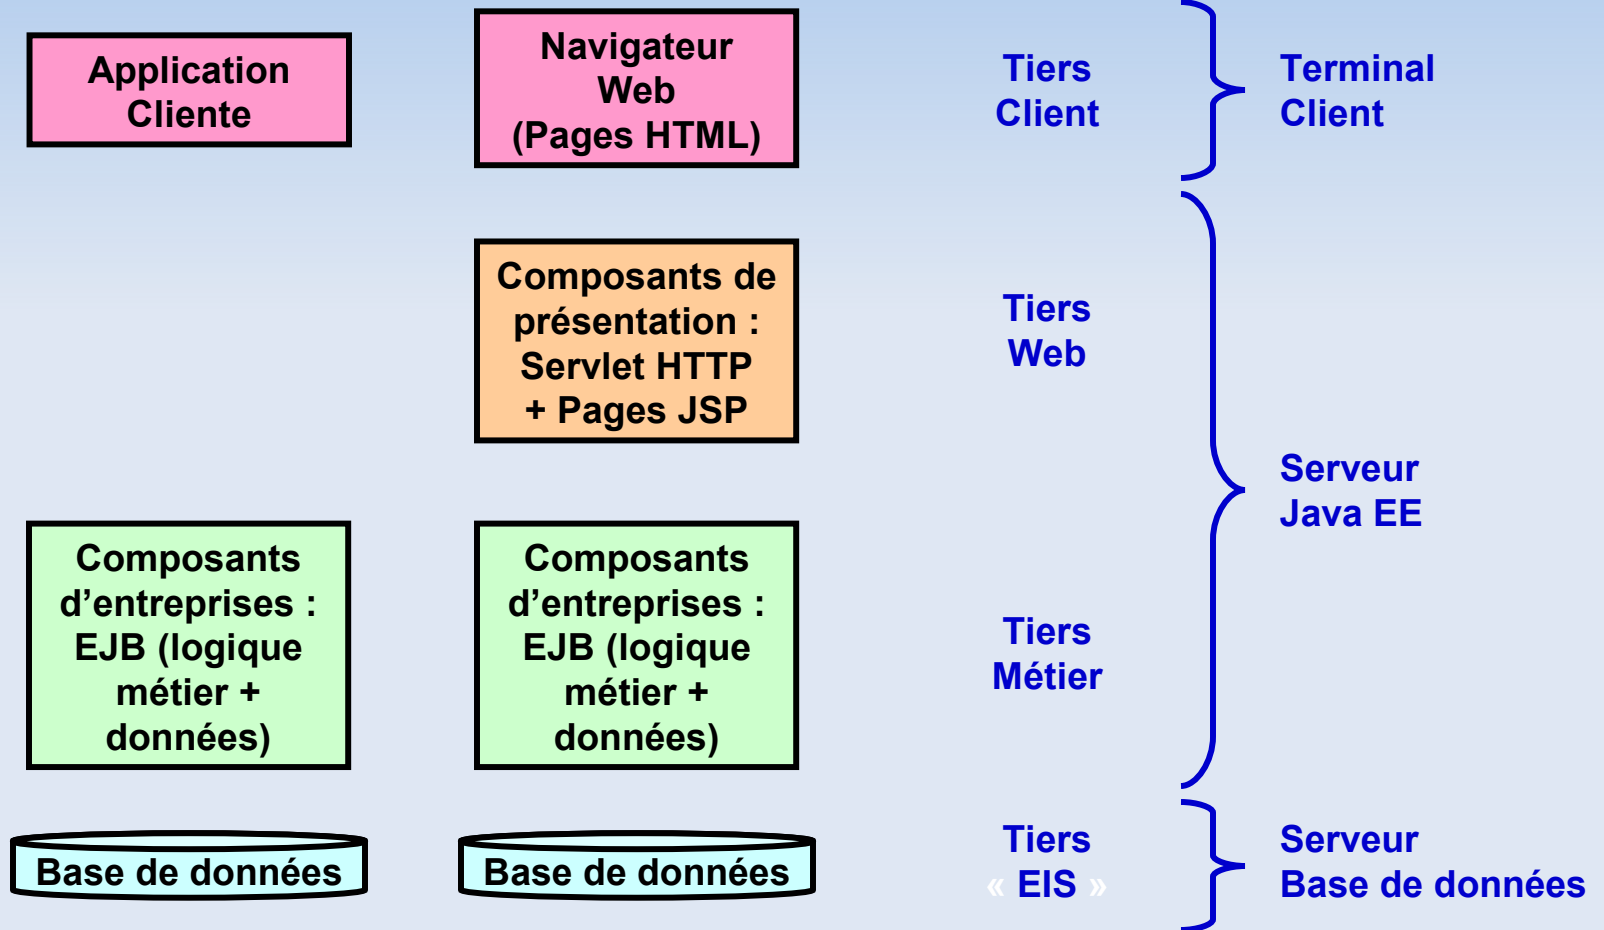 Application
Cliente
Navigateur
Web
(Pages HTML)
Tiers
Client
Terminal
Client
Composants de
présentation :
Servlet HTTP
+ Pages JSP
Tiers
Web
Serveur
Java EE
Composants
d’entreprises :
EJB (logique
métier +
données)
Composants
d’entreprises :
EJB (logique
métier +
données)
Tiers
Métier
Base de données
Base de données
Tiers
« EIS »
Serveur
Base de données